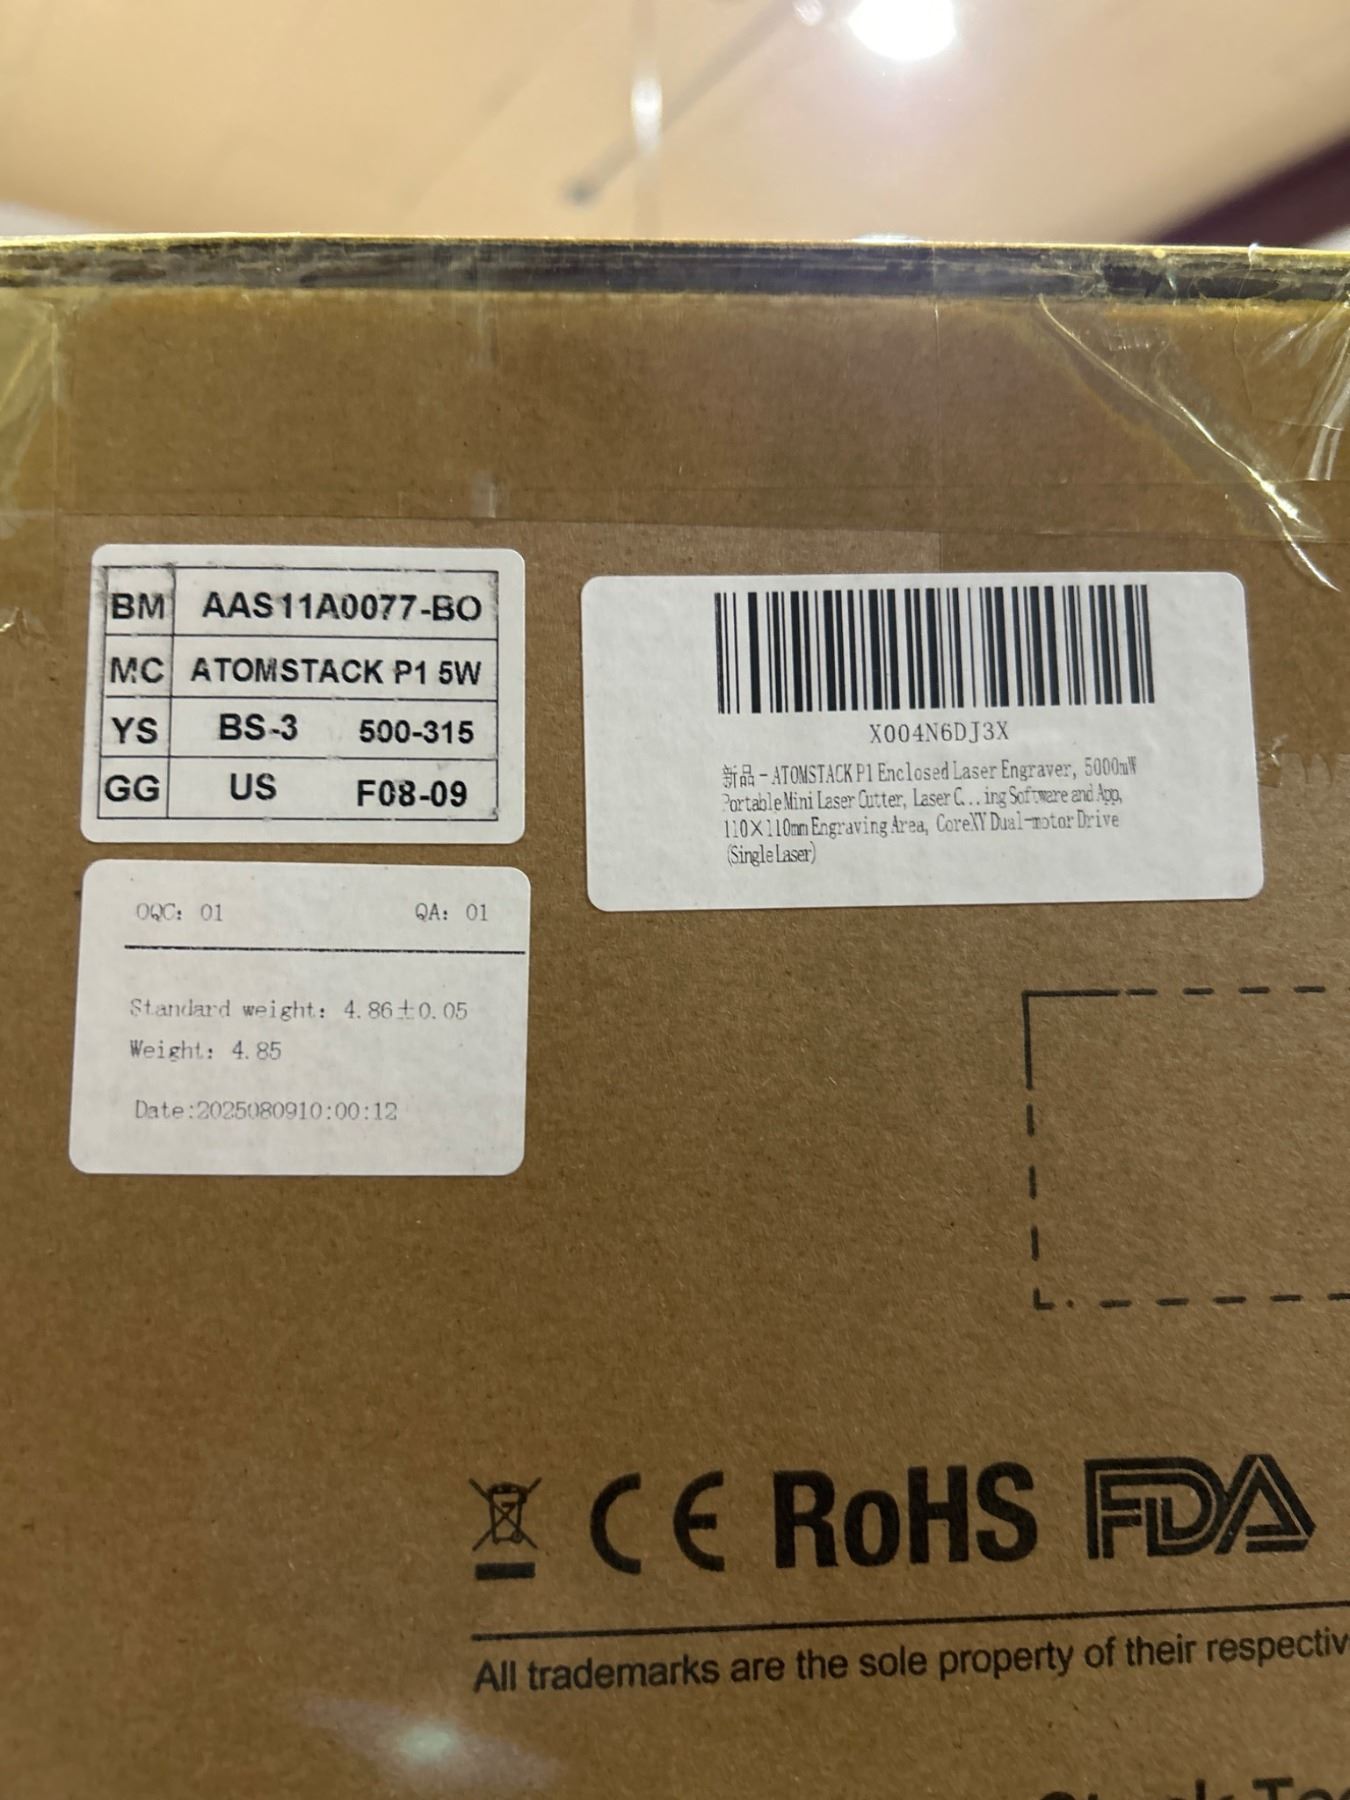 BM AAS11A0077-BO
MC ATOMSTACK P1 5W
YS BS-3 500-315
GG US F08-09
X004N6DJ3X
新品 - ATOMSTACK P1 Enclosed Laser Engraver, 5000mW
Portable Mini Laser Cutter, Laser C...ing Software and App,
110×110mm Engraving Area, CoreXY Dual-motor Drive
(Single Laser)
OQC: 01 QA: 01
Standard weight: 4.86±0.05
Weight: 4.85
Date:2025080910:00:12
CE RoHS FDA
All trademarks are the sole property of their